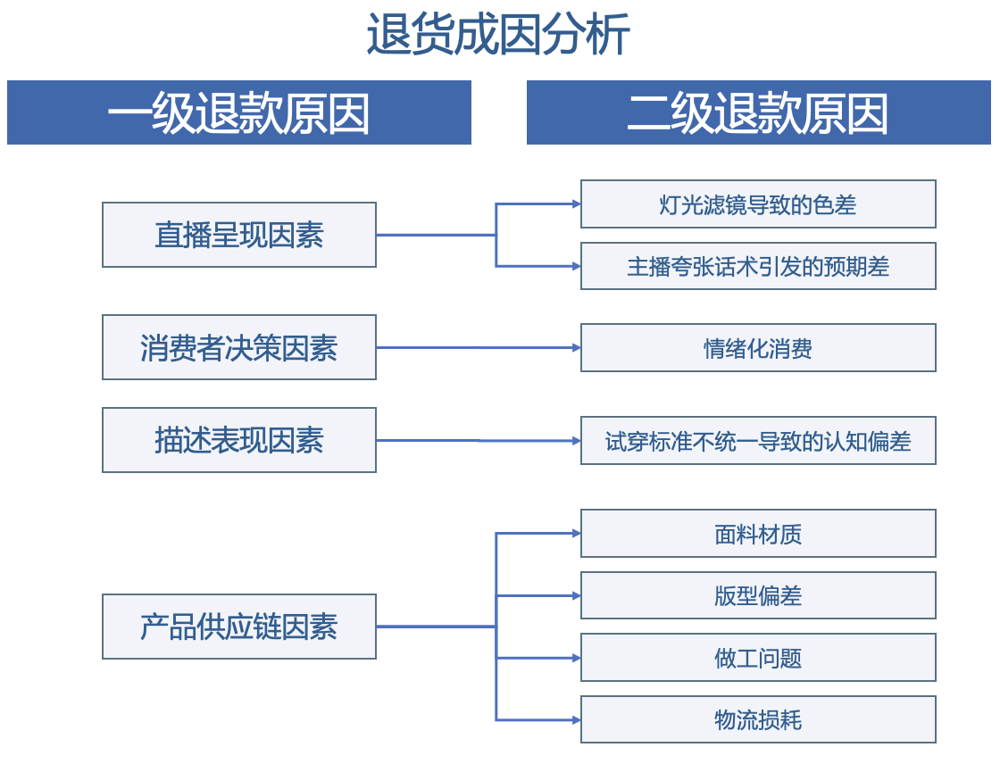 退货成因分析
一级退款原因
二级退款原因
直播呈现因素
灯光滤镜导致的色差
主播夸张话术引发的预期差
消费者决策因素
情绪化消费
描述表现因素
试穿标准不统一导致的认知偏差
产品供应链因素
面料材质
版型偏差
做工问题
物流损耗